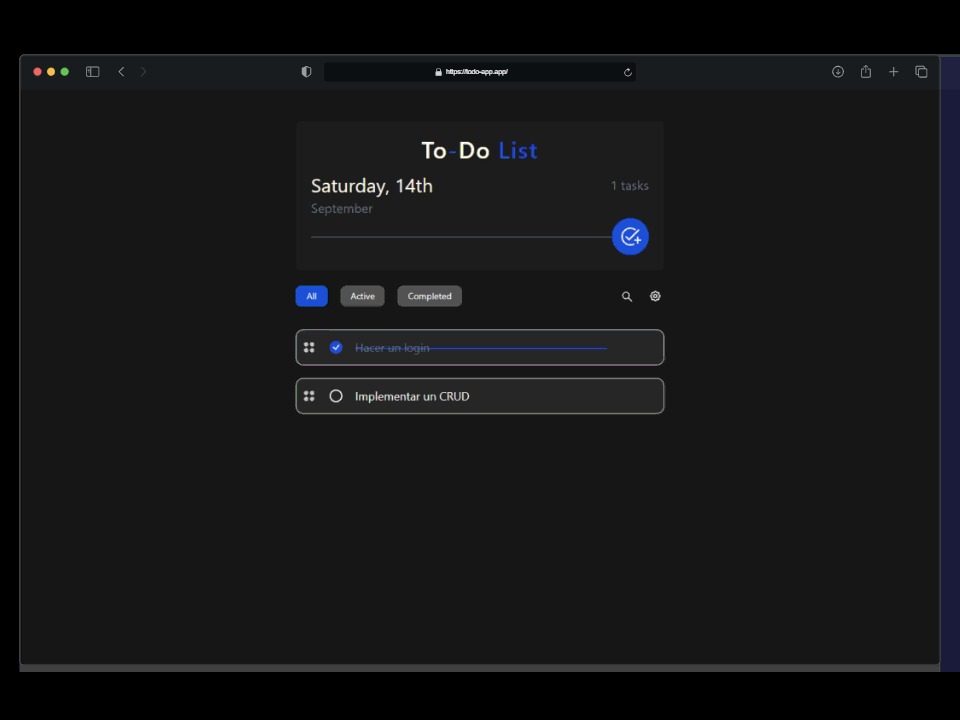 https://todo-app.app/
To-Do List
Saturday, 14th
1 tasks
September
All
Active
Completed
Hacer un login
Implementar un CRUD